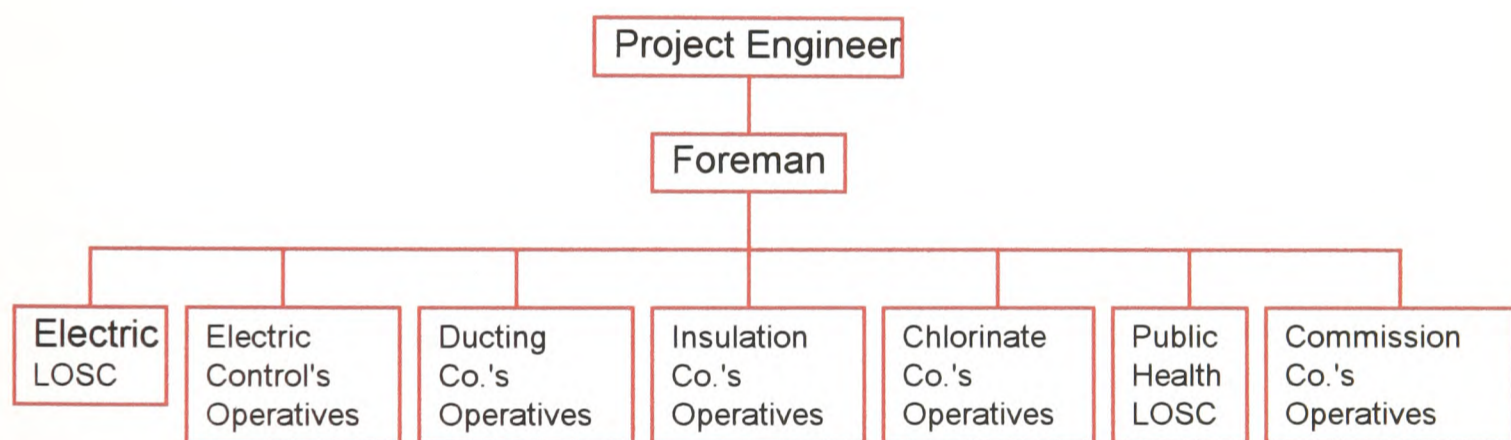 Project Engineer
Foreman
Electric
LOSC
Electric
Control's
Operatives
Ducting
Co.'s
Operatives
Insulation
Co.'s
Operatives
Chlorinate
Co.'s
Operatives
Public
Health
LOSC
Commission
Co.'s
Operatives